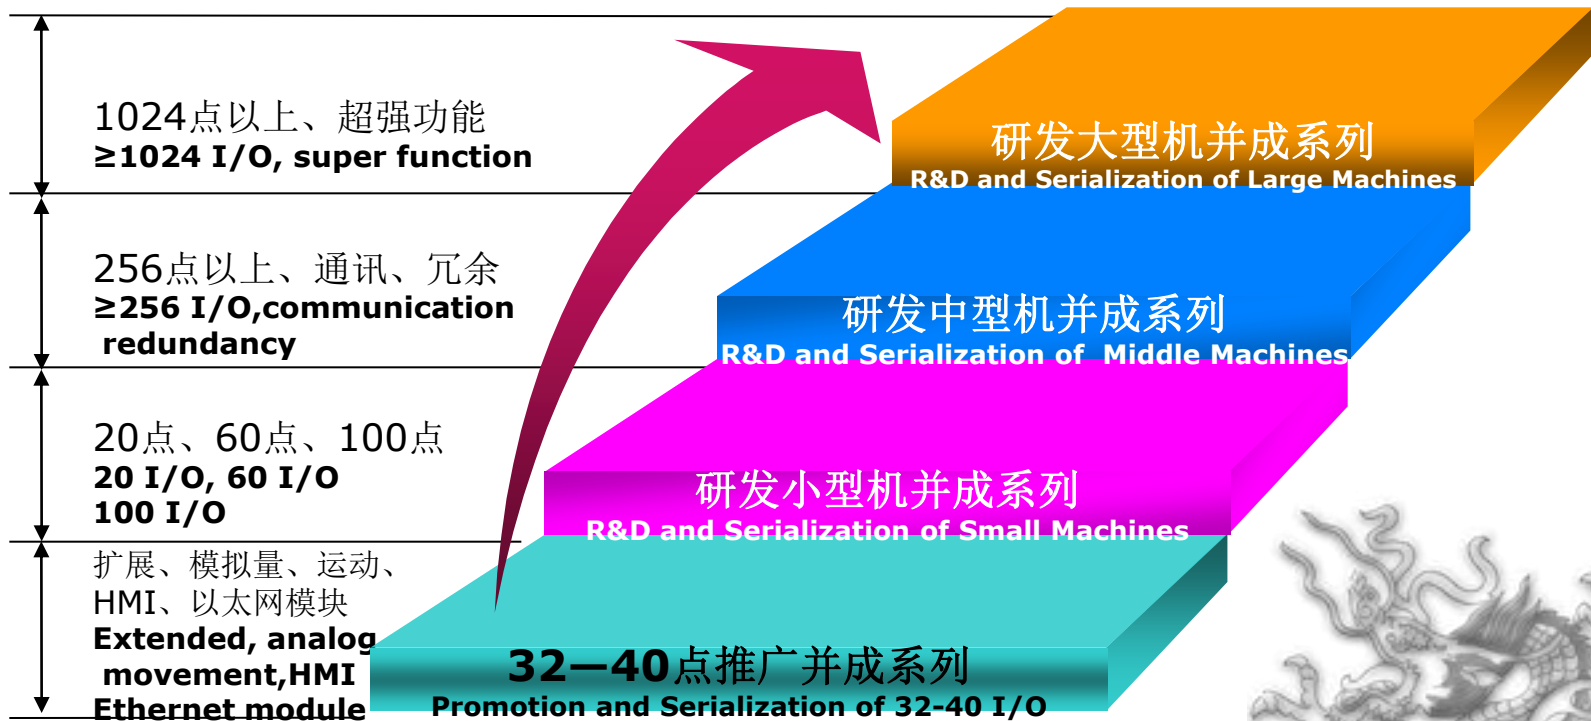 1024点以上、超强功能
≥1024 I/O, super function
研发大型机并成系列
R&D and Serialization of Large Machines
256点以上、通讯、冗余
≥256 I/O,communication
redundancy
研发中型机并成系列
R&D and Serialization of Middle Machines
20点、60点、100点
20 I/O, 60 I/O
100 I/O
研发小型机并成系列
R&D and Serialization of Small Machines
扩展、模拟量、运动、
HMI、以太网模块
Extended, analog
movement,HMI
Ethernet module
32—40点推广并成系列
Promotion and Serialization of 32-40 I/O